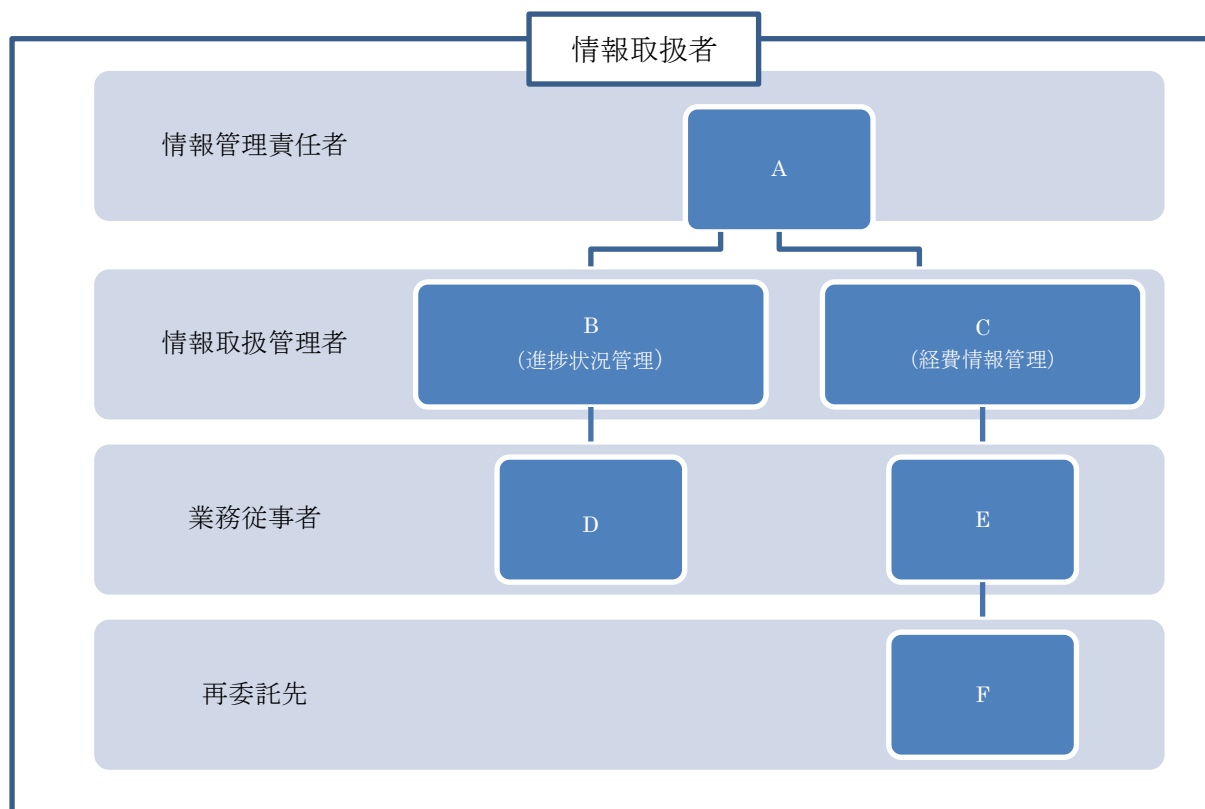 情報取扱者
情報管理責任者
A
情報取扱管理者
B
（進捗状況管理）
C
（経費情報管理）
業務従事者
D
E
再委託先
F